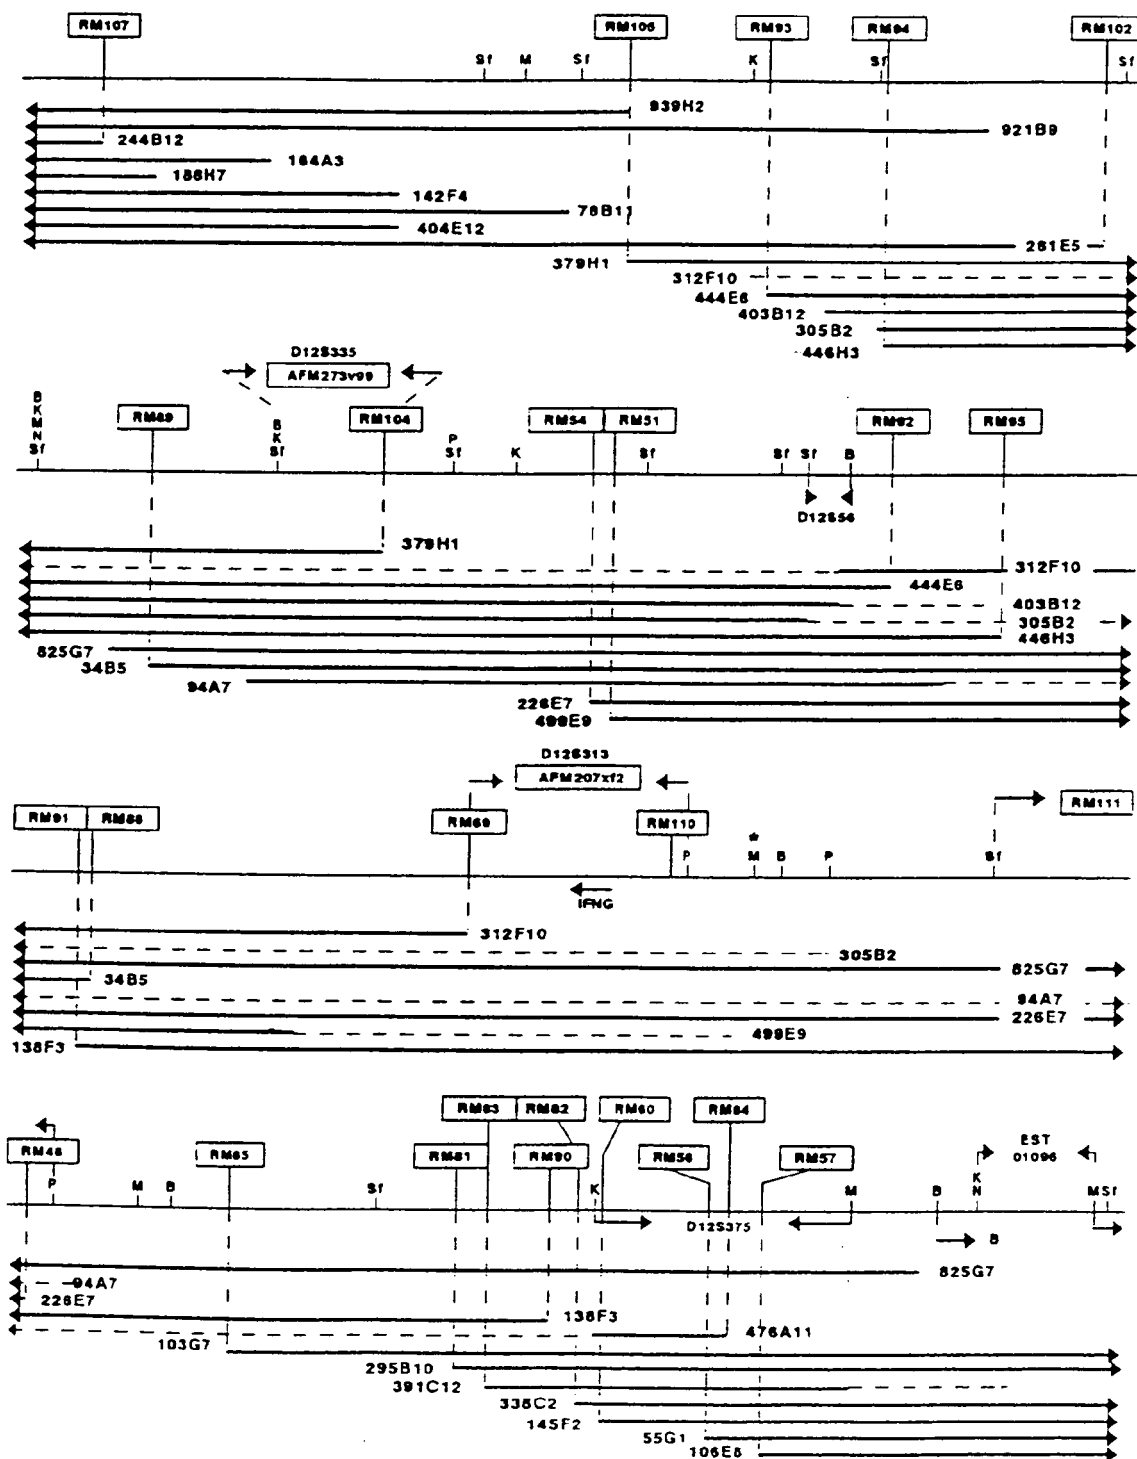 RM107 RM105 RM93 RM94 RM102
Sf M Sf K Sf Sf
939H2
921B9
244B12
164A3
186H7
142F4
78B11
404E12
261E5
379H1
312F10
444E6
403B12
305B2
446H3
D12S335
AFM273v99
B
K
M
N
Sf
RM89
B
K
Sf
RM104
P
Sf
K
RM54 RM51
Sf Sf Sf B
RM92 RM95
D12S56
379H1
312F10
444E6
403B12
305B2
446H3
825G7
34B5
94A7
226E7
499E9
D12S313
AFM207xf2
RM91 RM88 RM69 RM110 RM111
P * M B P Sf
IFNG
312F10
305B2
825G7
34B5
94A7
226E7
499E9
138F3
RM83 RM82 RM60 RM84
RM48 RM65 RM81 RM90 RM56 RM57
EST
01096
P M B Sf K M B K N M Sf
D12S375
B
825G7
94A7
226E7
138F3
476A11
103G7
295B10
391C12
338C2
145F2
55G1
106E8